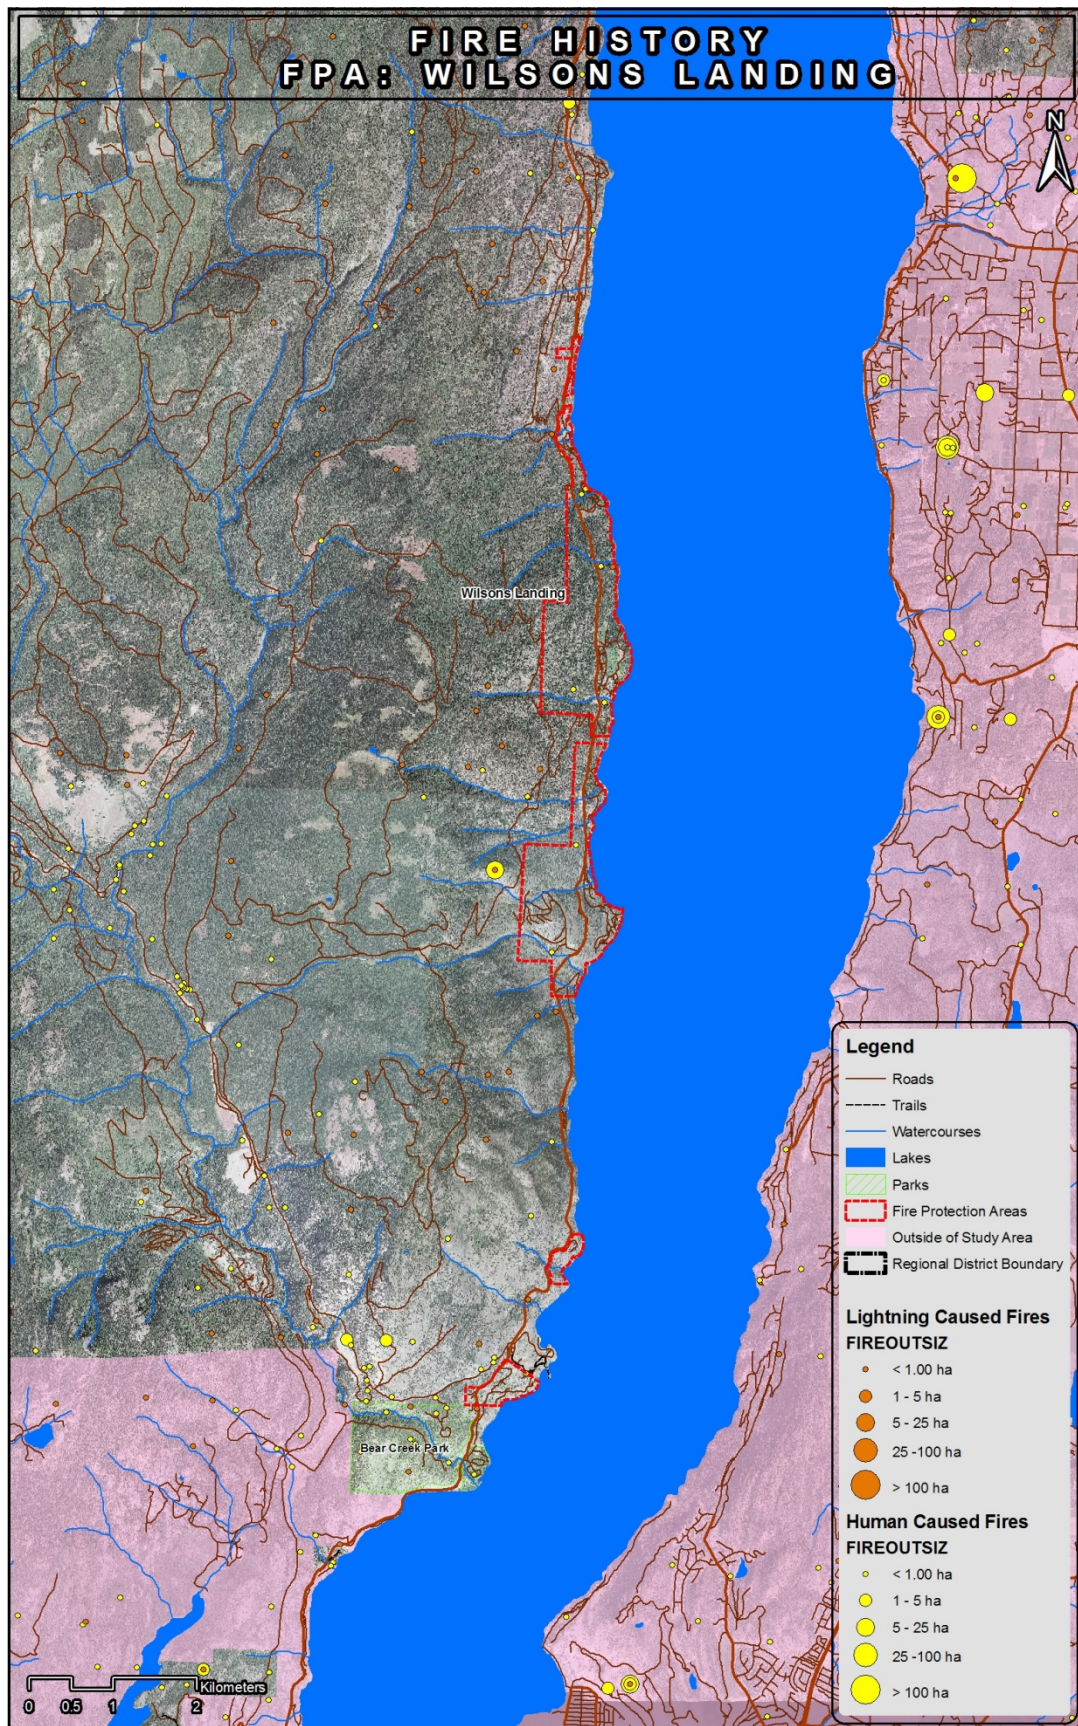 FIRE HISTORY
FPA: WILSONS LANDING
N
Wilsons Landing
Bear Creek Park
Kilometers
0 0.5 1 2
Legend
Roads
Trails
Watercourses
Lakes
Parks
Fire Protection Areas
Outside of Study Area
Regional District Boundary
Lightning Caused Fires
FIREOUTSIZ
< 1.00 ha
1 - 5 ha
5 - 25 ha
25 -100 ha
> 100 ha
Human Caused Fires
FIREOUTSIZ
< 1.00 ha
1 - 5 ha
5 - 25 ha
25 -100 ha
> 100 ha